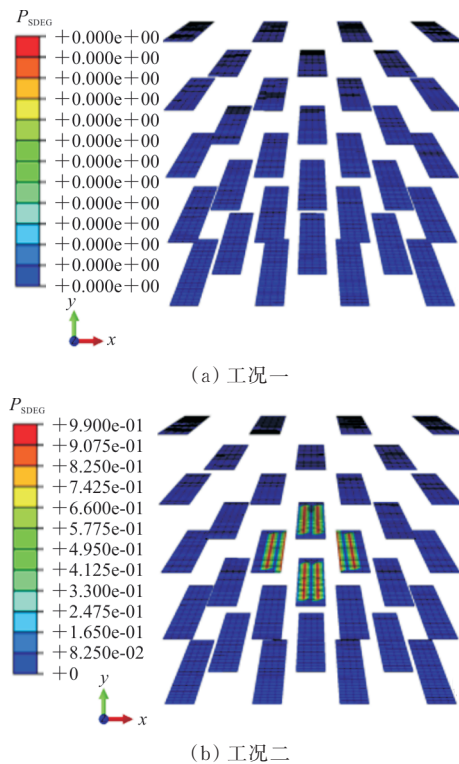 P_SDEG
+0.000e+00
+0.000e+00
+0.000e+00
+0.000e+00
+0.000e+00
+0.000e+00
+0.000e+00
+0.000e+00
+0.000e+00
+0.000e+00
+0.000e+00
+0.000e+00
+0.000e+00
y
x
(a) 工况一
P_SDEG
+9.900e-01
+9.075e-01
+8.250e-01
+7.425e-01
+6.600e-01
+5.775e-01
+4.950e-01
+4.125e-01
+3.300e-01
+2.475e-01
+1.650e-01
+8.250e-02
+0
y
x
(b) 工况二